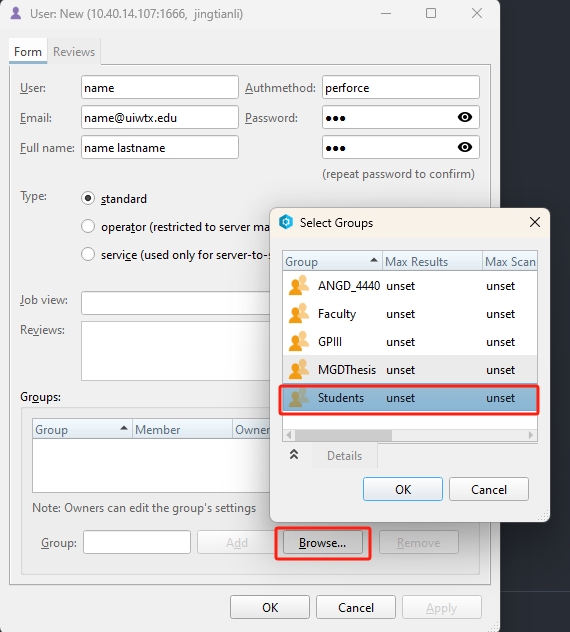 User: New (10.40.14.107:1666, jingtianli)
Form Reviews
User: name Authmethod: perforce
Email: name@uiwtx.edu Password: •••
Full name: name lastname •••
(repeat password to confirm)
Type: standard
operator (restricted to server ma
service (used only for server-to-s
Job view:
Reviews:
Groups:
Group Member Owner
Note: Owners can edit the group's settings
Group: Add Browse... Remove
OK Cancel Apply
Select Groups
Group Max Results Max Scan
ANGD_4440 unset unset
Faculty unset unset
GPIII unset unset
MGDThesis unset unset
Students unset unset
Details
OK Cancel